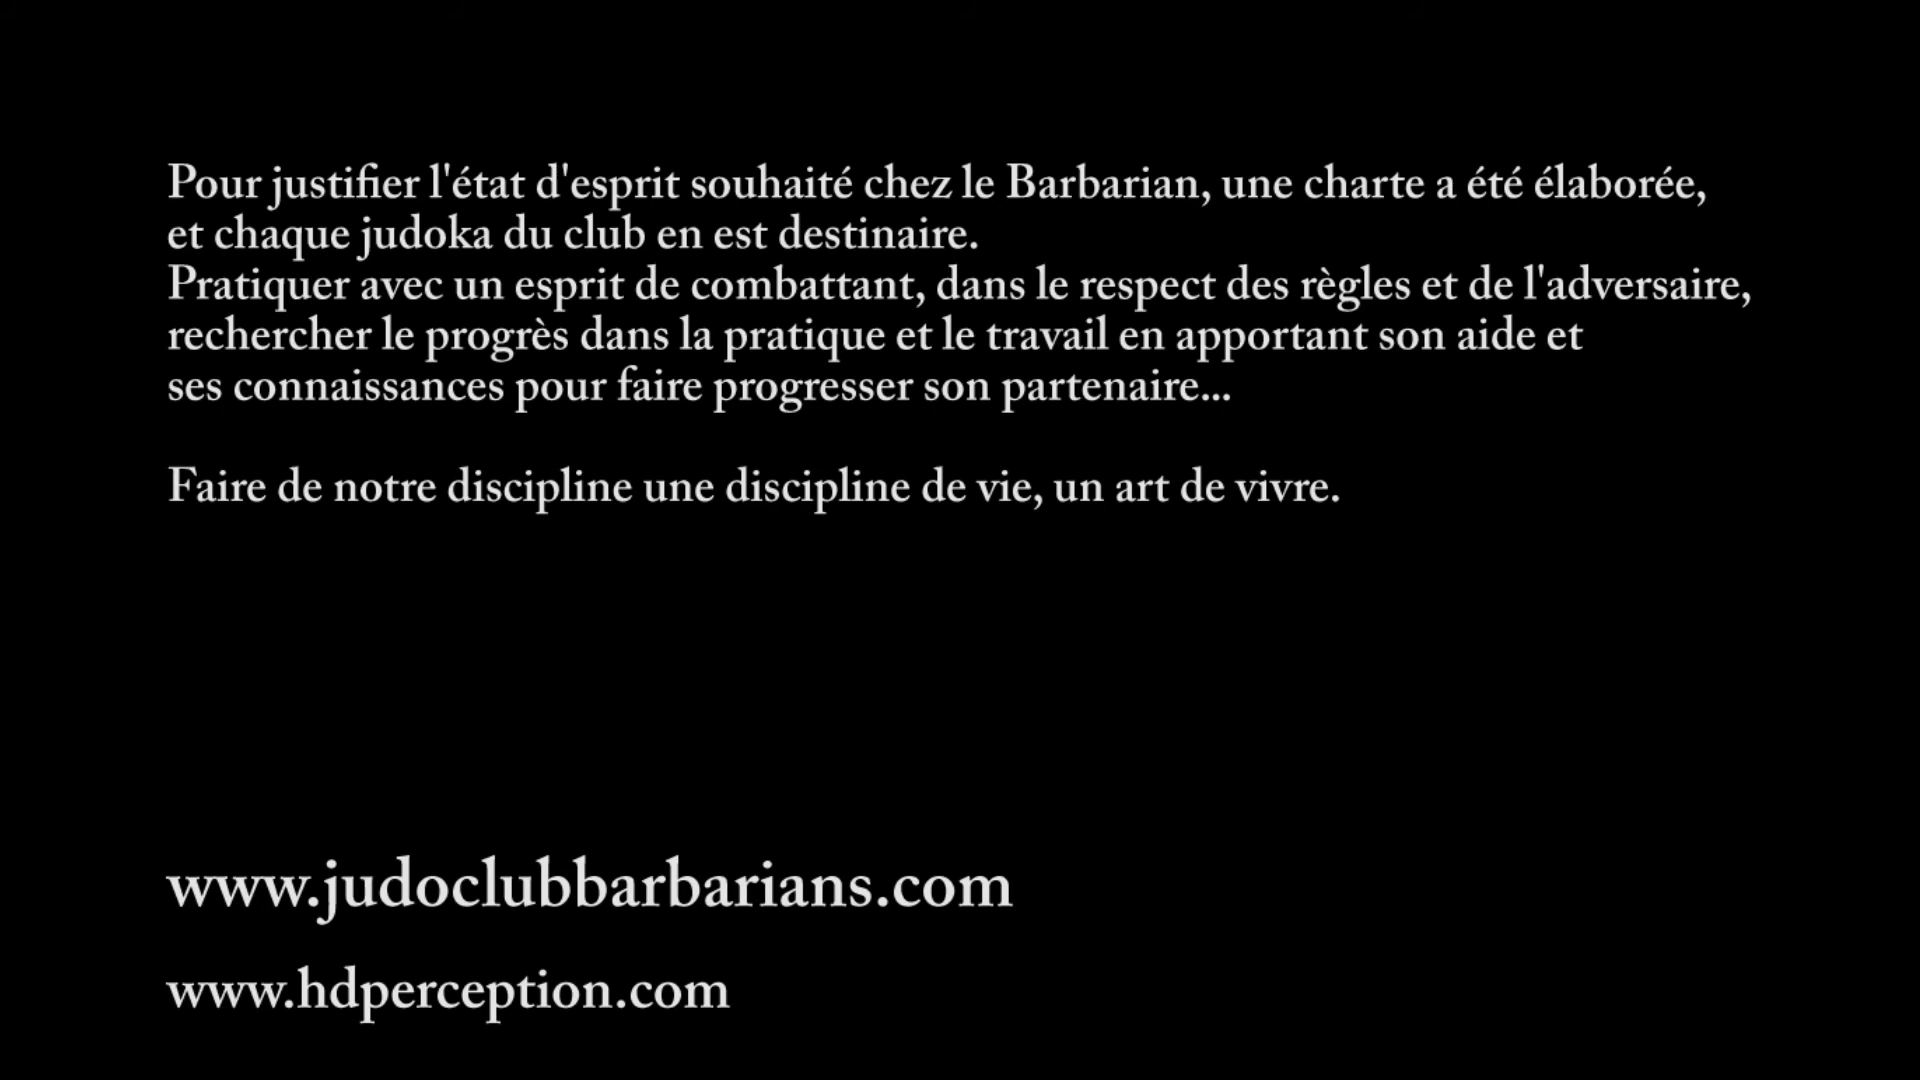 Pour justifier l'état d'esprit souhaité chez le Barbarian, une charte a été élaborée,
et chaque judoka du club en est destinaire.
Pratiquer avec un esprit de combattant, dans le respect des règles et de l'adversaire,
rechercher le progrès dans la pratique et le travail en apportant son aide et
ses connaissances pour faire progresser son partenaire...
Faire de notre discipline une discipline de vie, un art de vivre.
www.judoclubbarbarians.com
www.hdperception.com